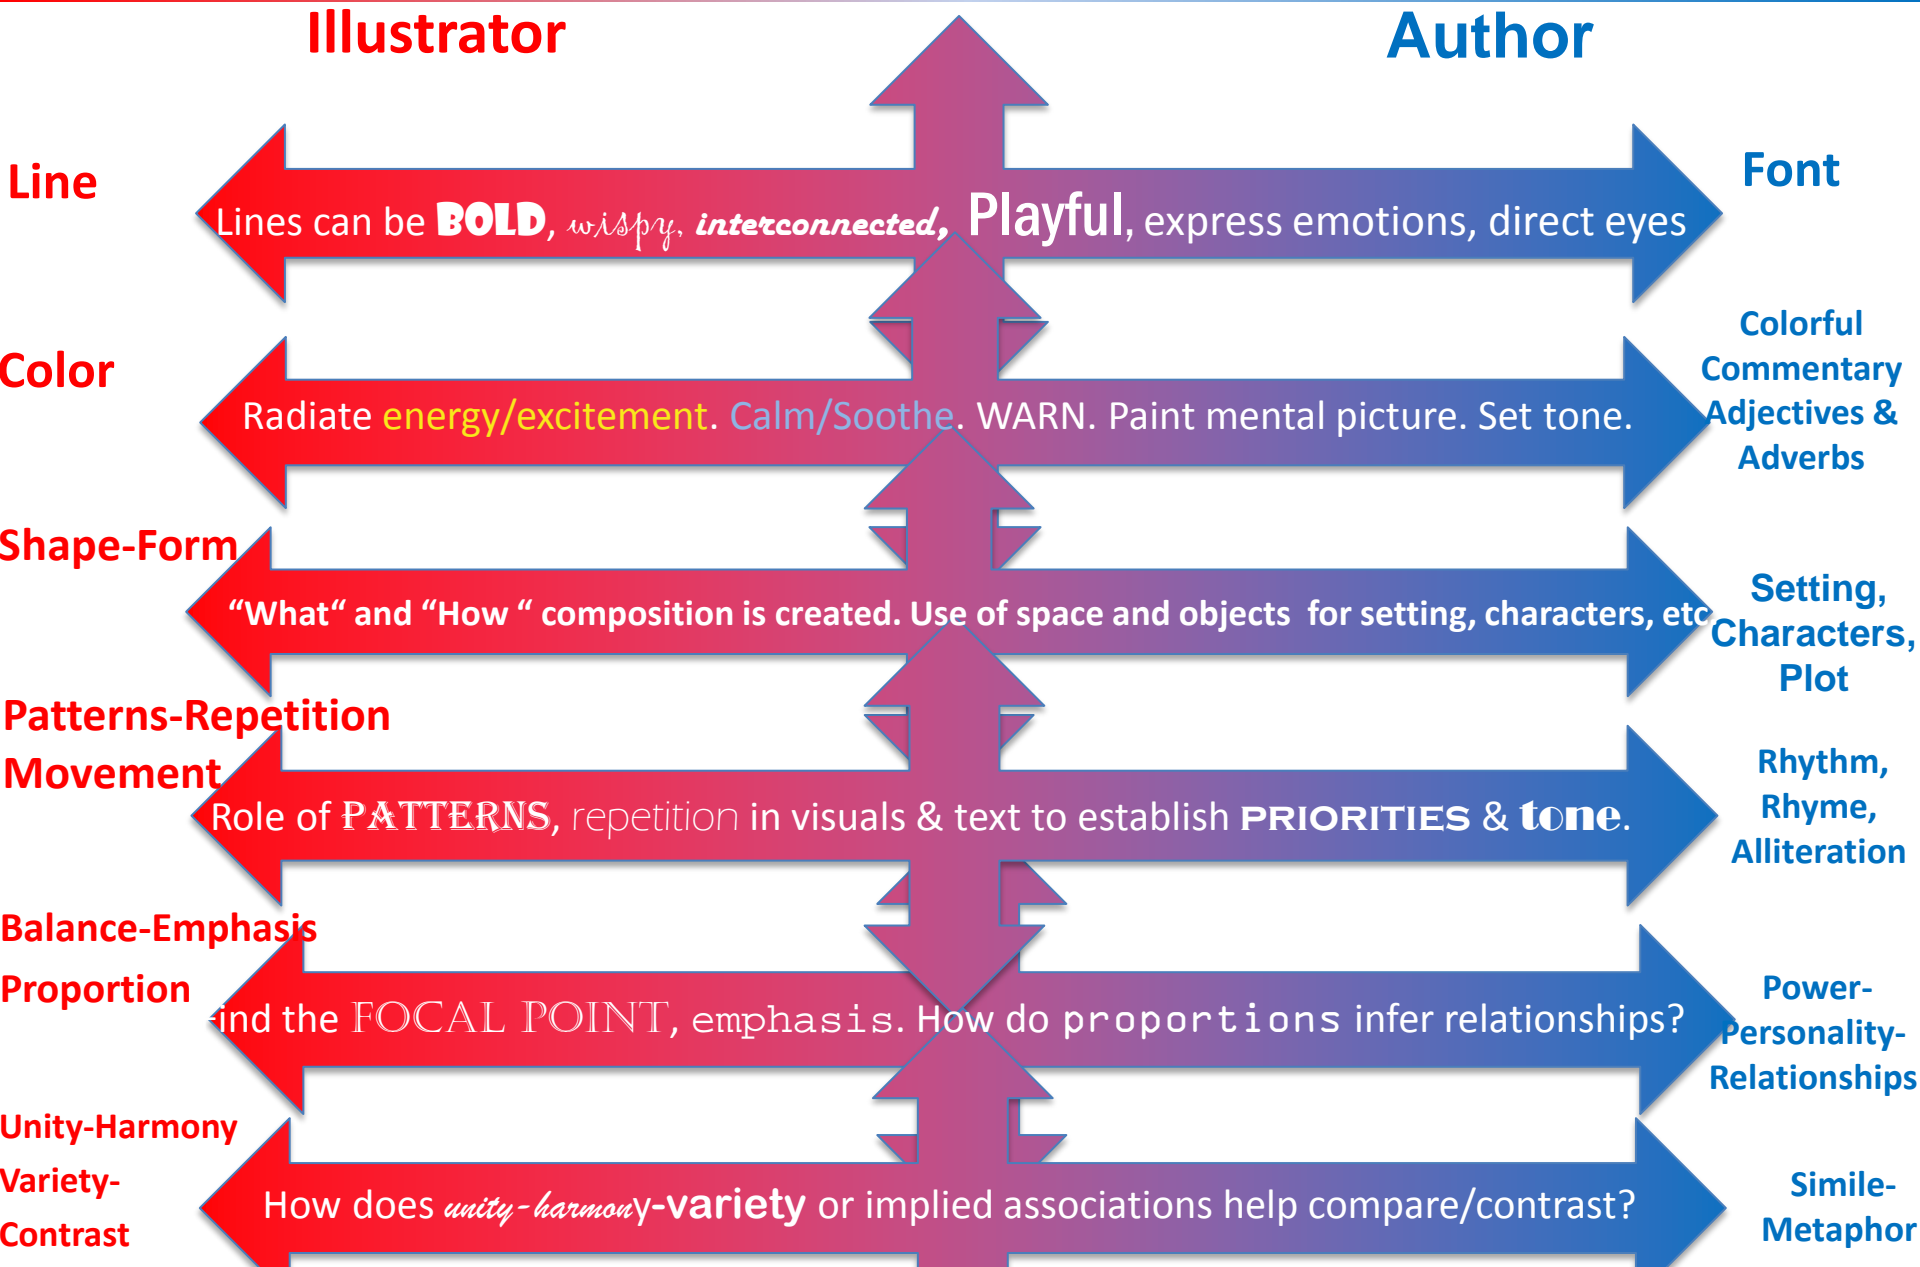 Illustrator
Author
Line
Lines can be BOLD, wispy, interconnected, Playful, express emotions, direct eyes
Font
Color
Radiate energy/excitement. Calm/Soothe. WARN. Paint mental picture. Set tone.
Colorful
Commentary
Adjectives &
Adverbs
Shape-Form
“What“ and “How “ composition is created. Use of space and objects for setting, characters, etc.
Setting,
Characters,
Plot
Patterns-Repetition
Movement
Role of PATTERNS, repetition in visuals & text to establish PRIORITIES & tone.
Rhythm,
Rhyme,
Alliteration
Balance-Emphasis
Proportion
Find the FOCAL POINT, emphasis. How do proportions infer relationships?
Power-
Personality-
Relationships
Unity-Harmony
Variety-
Contrast
How does unity-harmony-variety or implied associations help compare/contrast?
Simile-
Metaphor